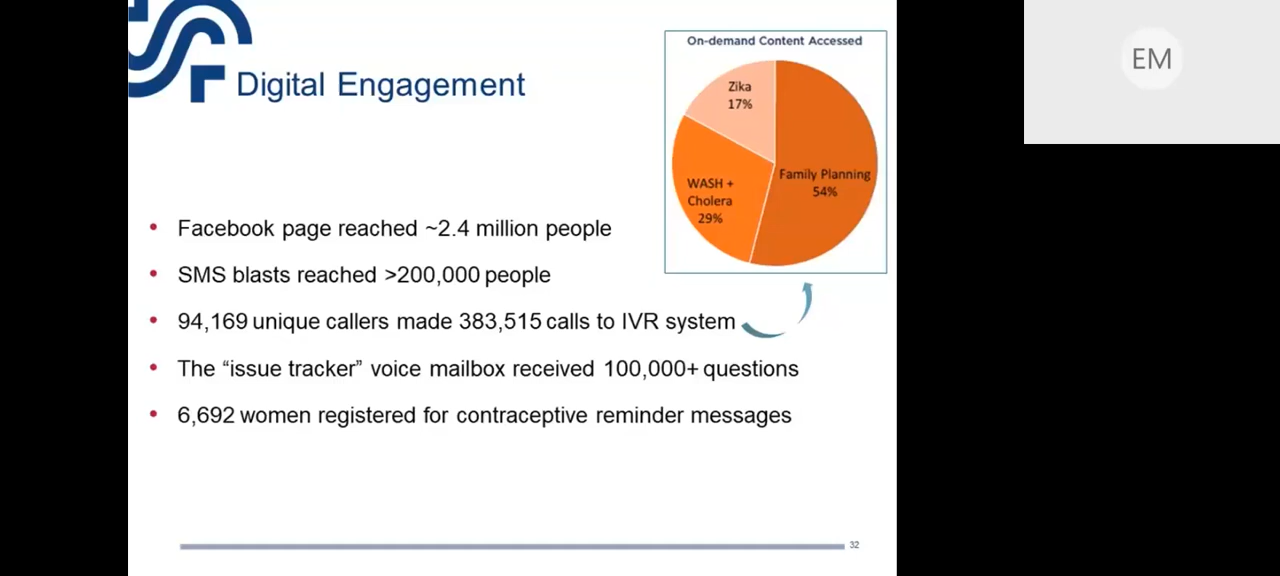 Digital Engagement
On-demand Content Accessed
Zika
17%
Family Planning
54%
WASH +
Cholera
29%
• Facebook page reached ~2.4 million people
• SMS blasts reached >200,000 people
• 94,169 unique callers made 383,515 calls to IVR system
• The “issue tracker” voice mailbox received 100,000+ questions
• 6,692 women registered for contraceptive reminder messages
32
EM